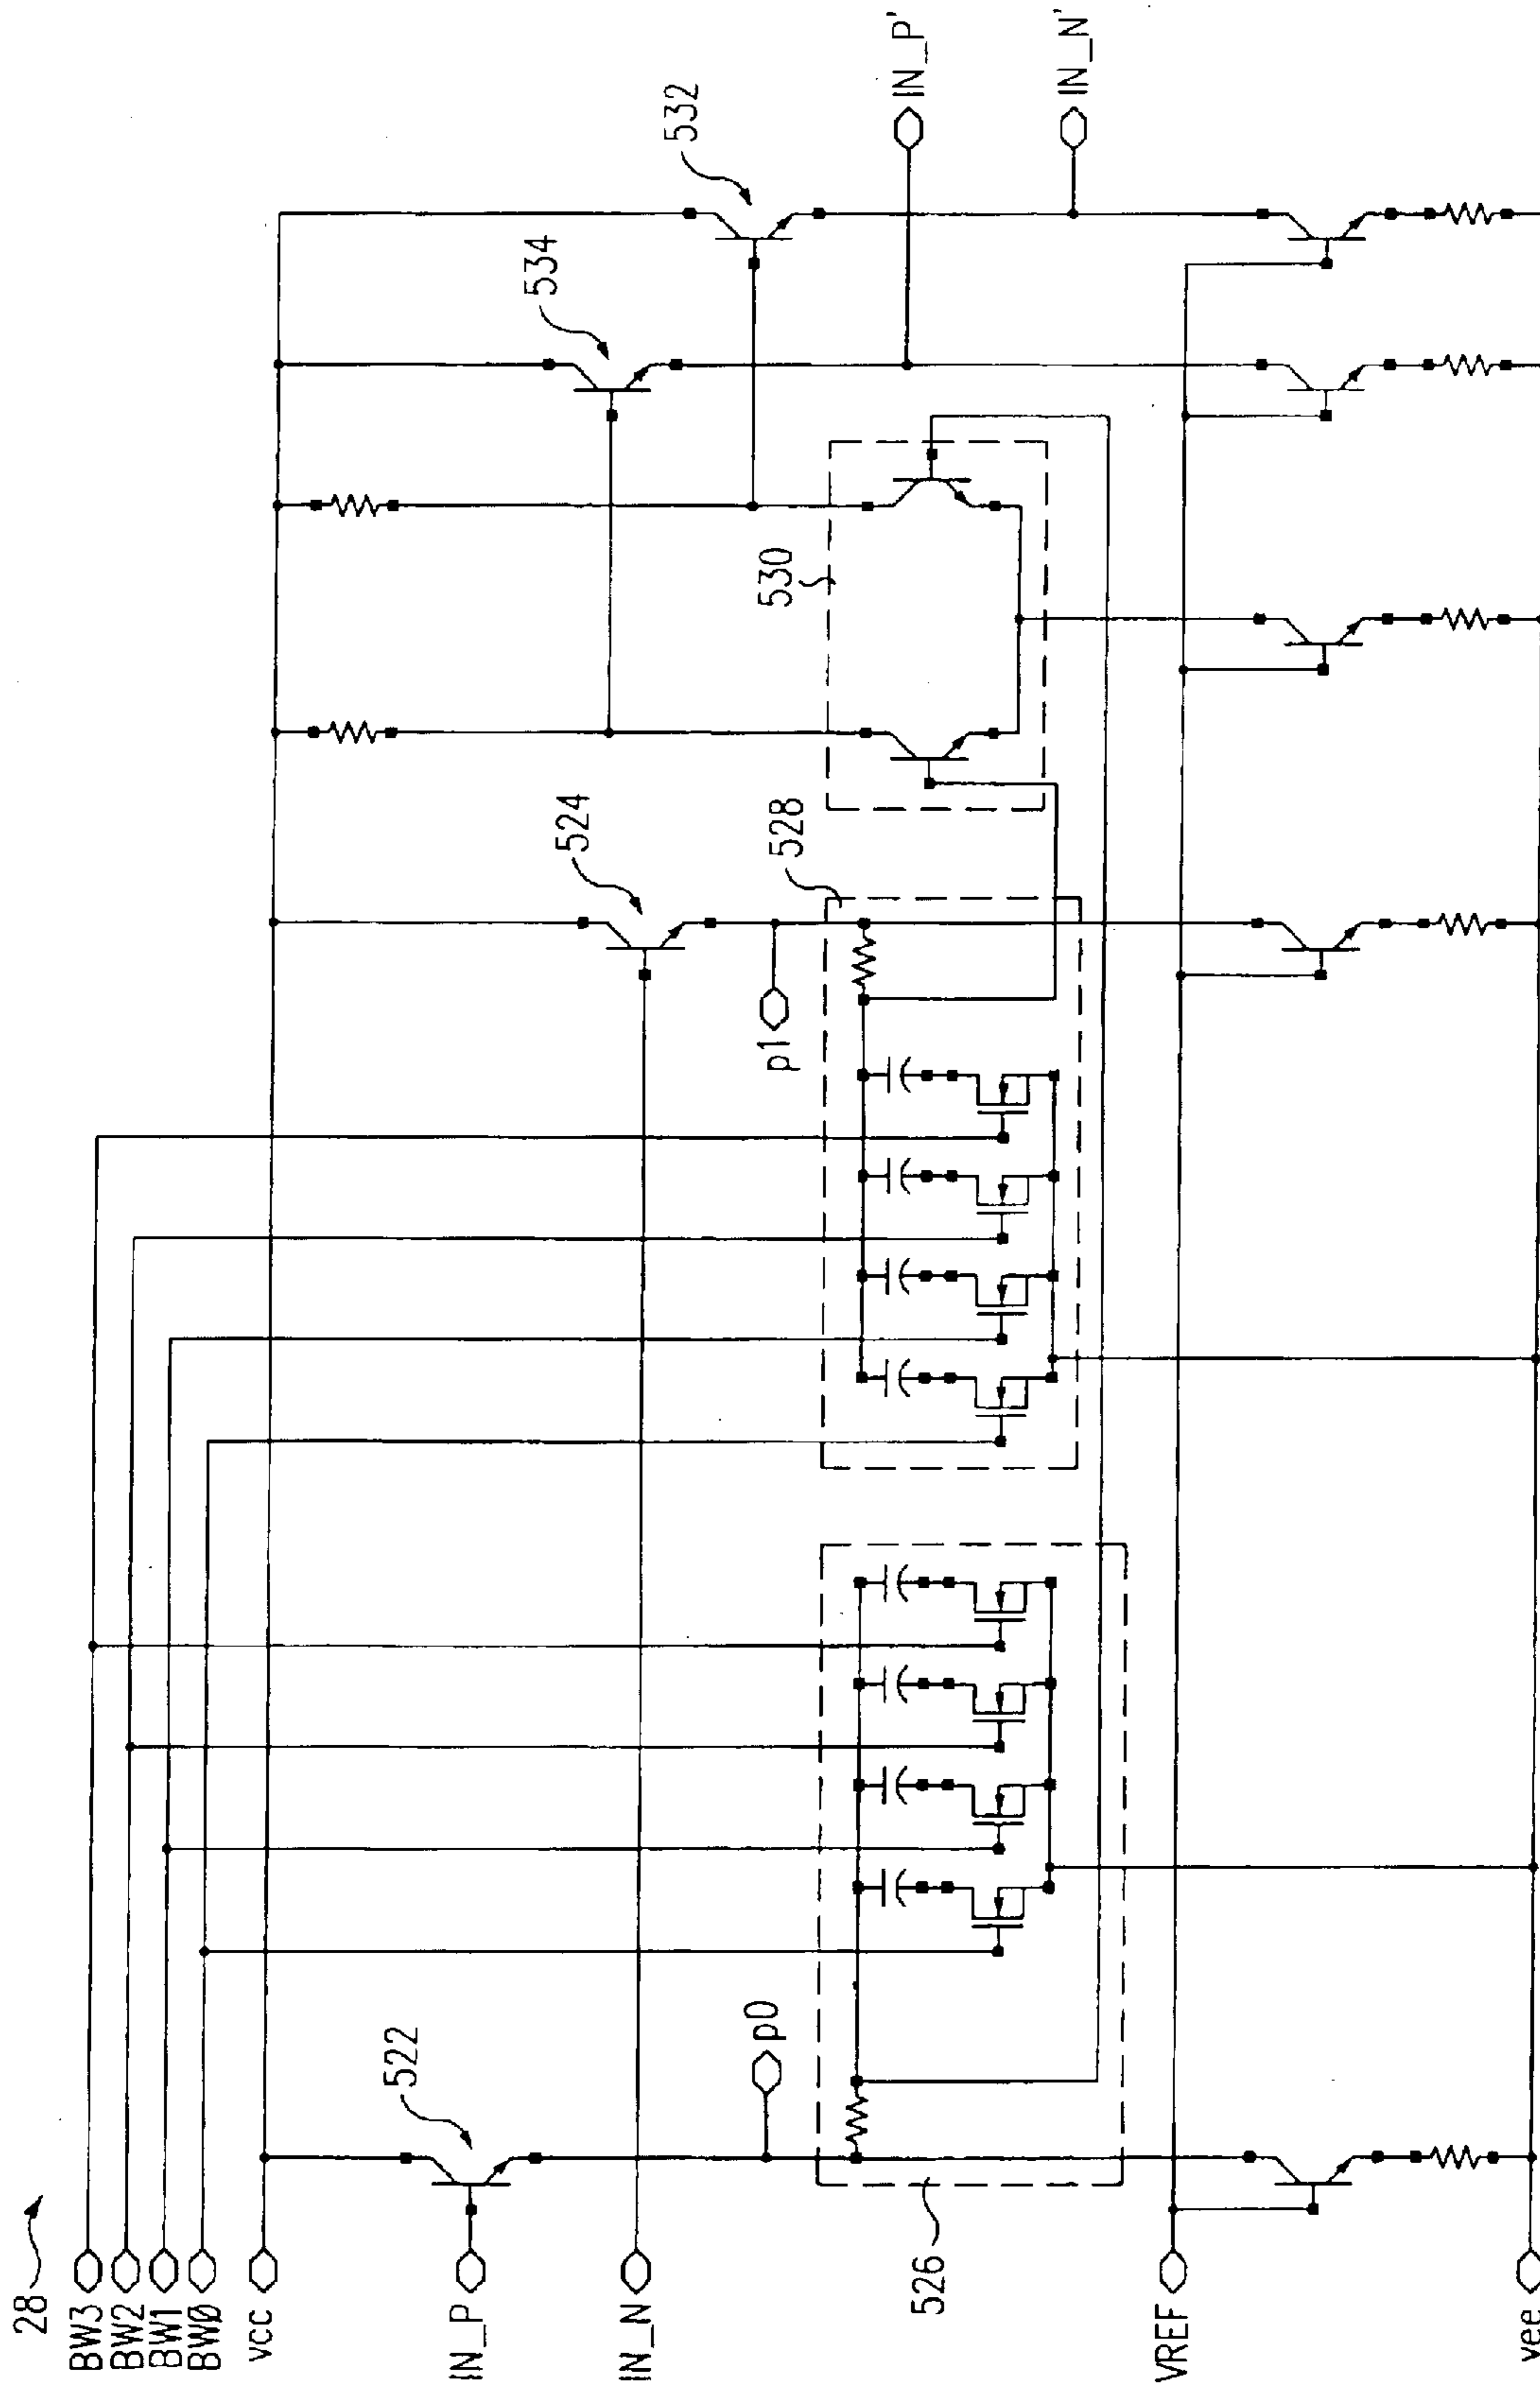 28
BW3
BW2
BW1
BWØ
vcc
IN_P
IN_N
VREF
vee
522
p0
526
524
p1
528
530
534
532
IN_P'
IN_N'